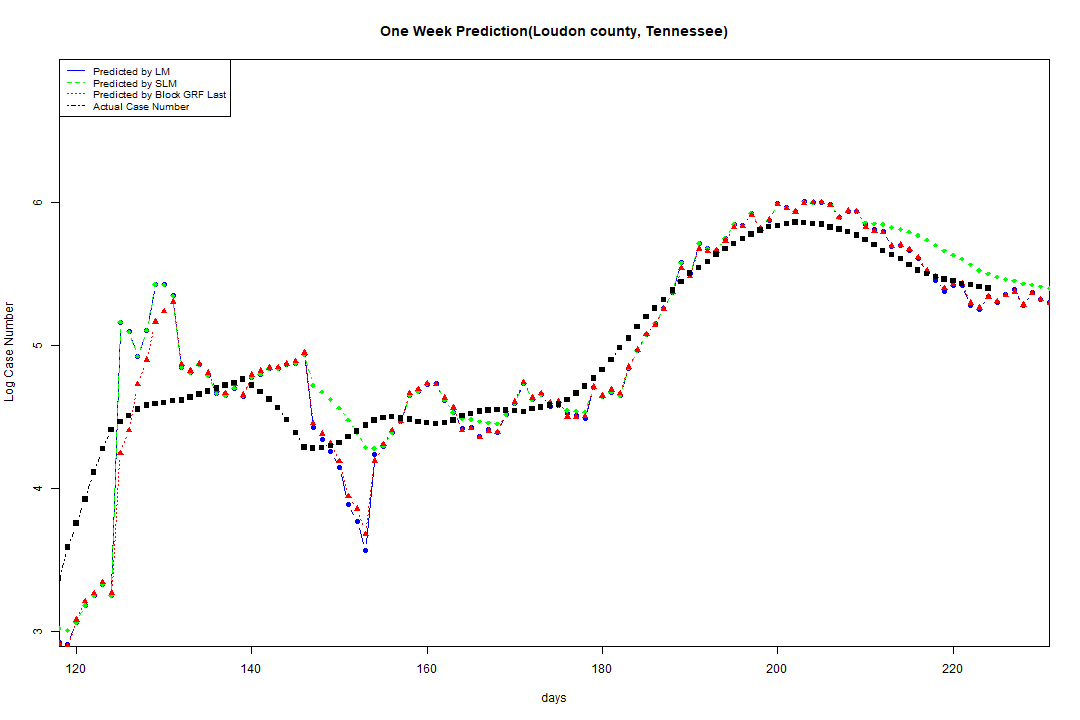 One Week Prediction(Loudon county, Tennessee)
Predicted by LM
Predicted by SLM
Predicted by Block GRF Last
Actual Case Number
Log Case Number
6
5
4
3
120 140 160 180 200 220
days